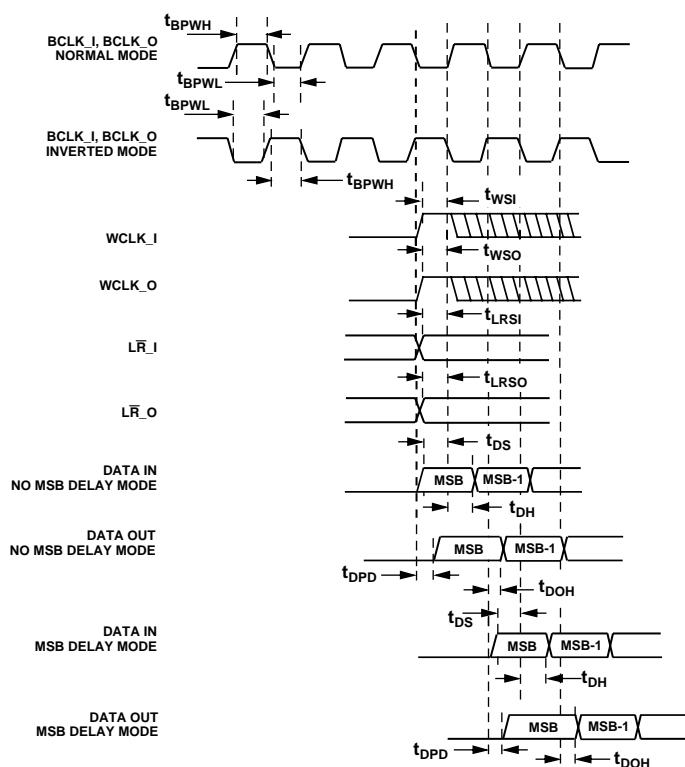 tBPWH
BCLK_I, BCLK_O
NORMAL MODE
tBPWL
tBPWL
BCLK_I, BCLK_O
INVERTED MODE
tBPWH
tWSI
WCLK_I
tWSO
WCLK_O
tLRSI
LR̅_I
tLRSO
LR̅_O
tDS
DATA IN
NO MSB DELAY MODE
MSB MSB-1
tDH
DATA OUT
NO MSB DELAY MODE
MSB MSB-1
tDPD
tDOH
tDS
DATA IN
MSB DELAY MODE
MSB MSB-1
tDH
DATA OUT
MSB DELAY MODE
MSB MSB-1
tDPD
tDOH